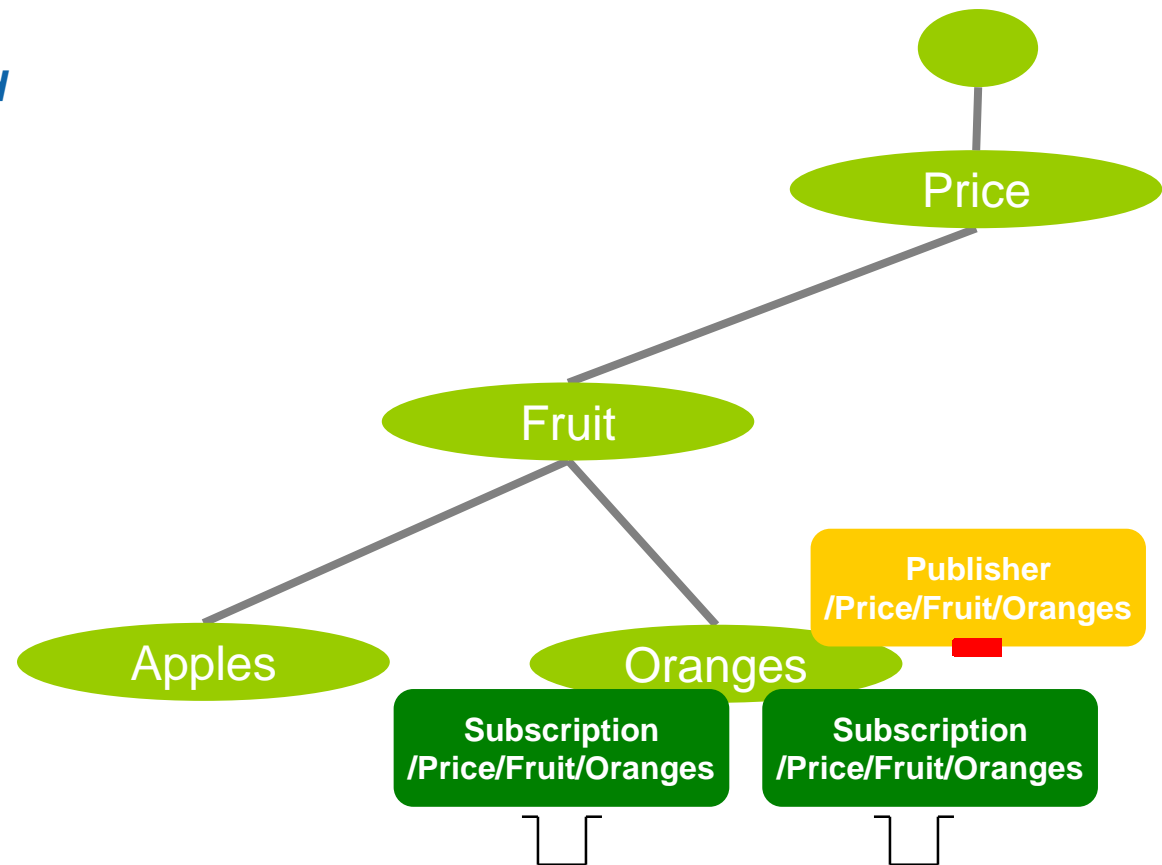 Price
Fruit
Publisher
/Price/Fruit/Oranges
Apples
Oranges
Subscription
/Price/Fruit/Oranges
Subscription
/Price/Fruit/Oranges